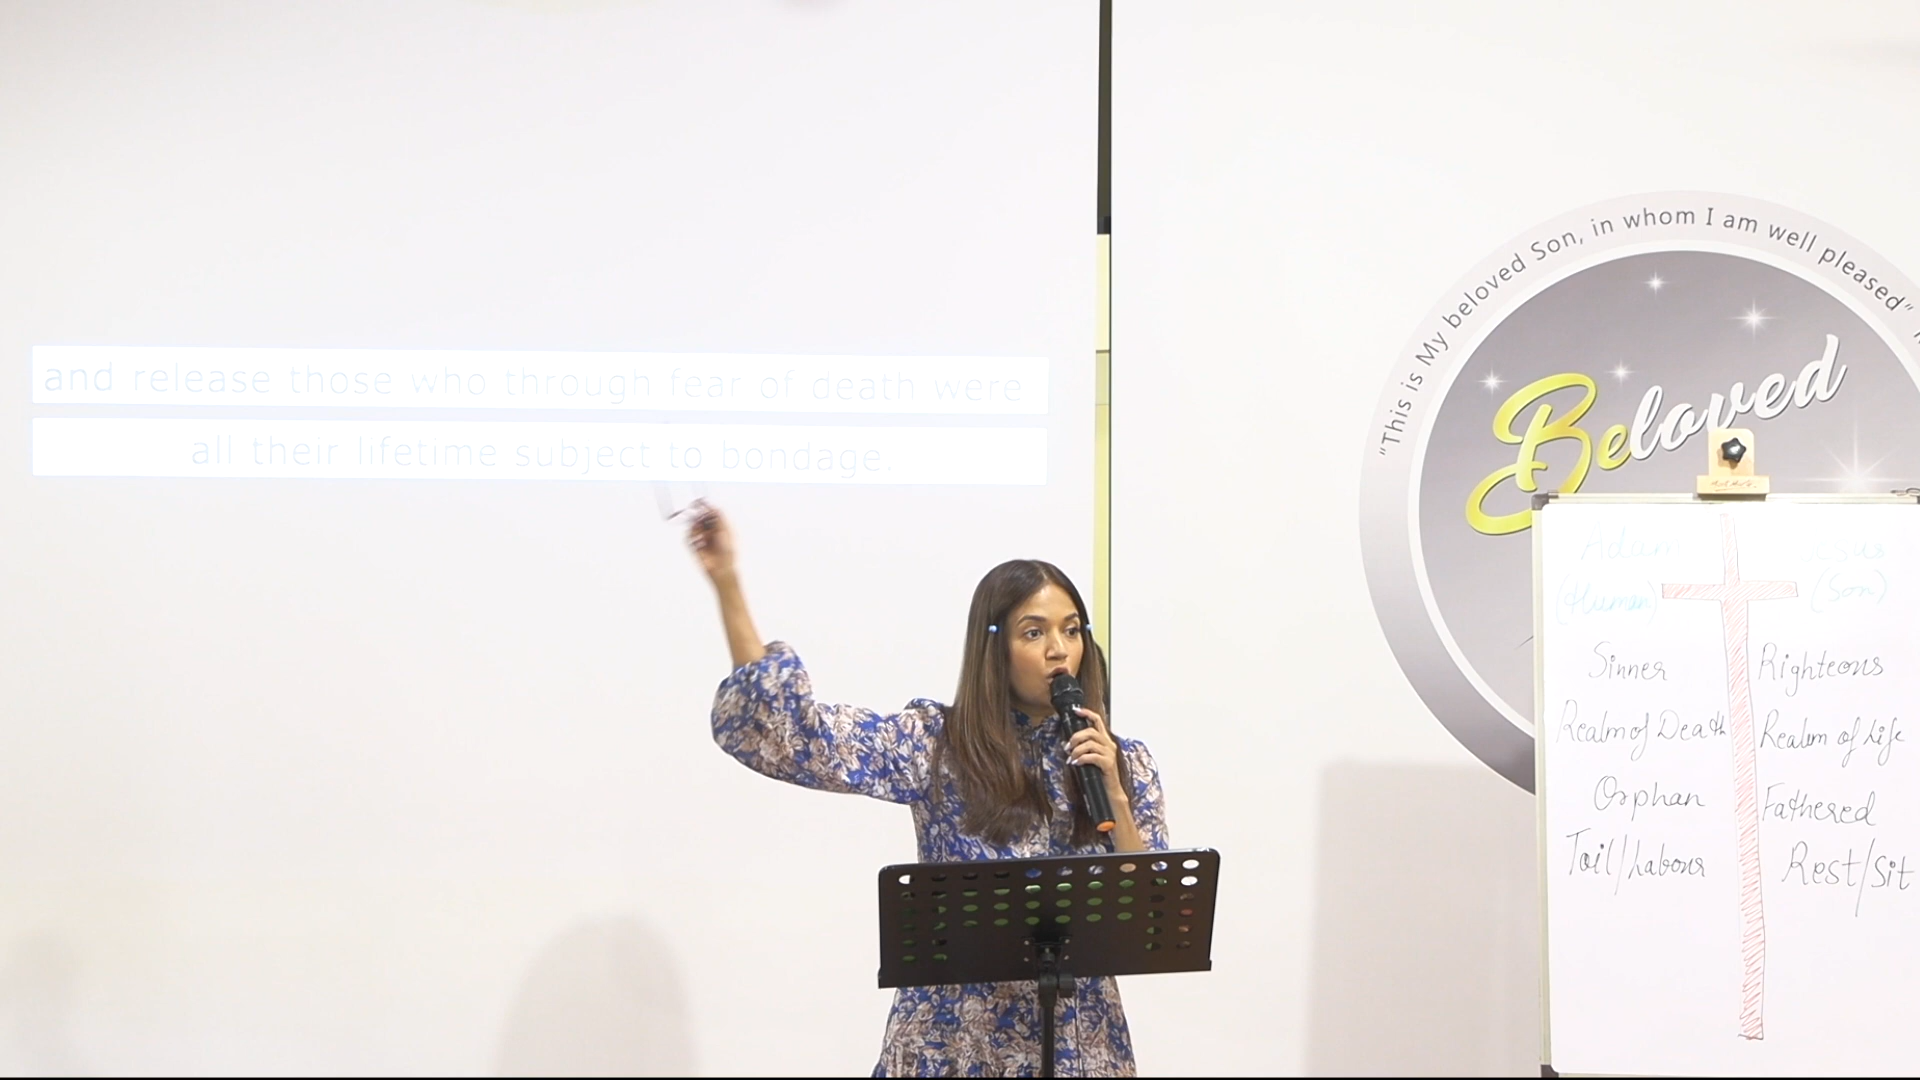 and release those who through fear of death were
all their lifetime subject to bondage.
"This is My beloved Son, in whom I am well pleased"
Beloved
Adam
(Human) (Son)
Sinner Righteous
Realm of Death Realm of Life
Orphan Fathered
Toil/Labour Rest/Sit